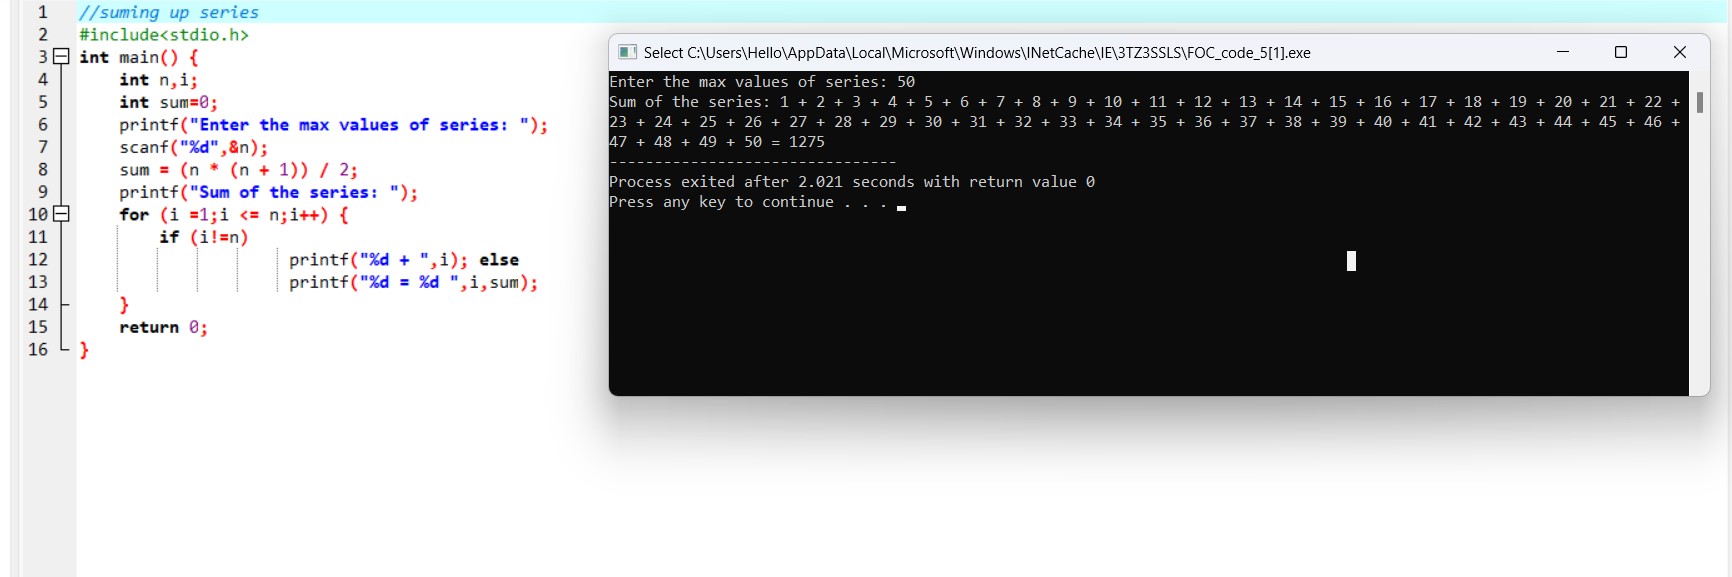 1 //suming up series
2 #include<stdio.h>
3 int main() {
4 int n,i;
5 int sum=0;
6 printf("Enter the max values of series: ");
7 scanf("%d",&n);
8 sum = (n * (n + 1)) / 2;
9 printf("Sum of the series: ");
10 for (i =1;i <= n;i++) {
11 if (i!=n)
12 printf("%d + ",i); else
13 printf("%d = %d ",i,sum);
14 }
15 return 0;
16 }
Select C:\Users\Hello\AppData\Local\Microsoft\Windows\INetCache\IE\3TZ3SSLS\FOC_code_5[1].exe
Enter the max values of series: 50
Sum of the series: 1 + 2 + 3 + 4 + 5 + 6 + 7 + 8 + 9 + 10 + 11 + 12 + 13 + 14 + 15 + 16 + 17 + 18 + 19 + 20 + 21 + 22 +
23 + 24 + 25 + 26 + 27 + 28 + 29 + 30 + 31 + 32 + 33 + 34 + 35 + 36 + 37 + 38 + 39 + 40 + 41 + 42 + 43 + 44 + 45 + 46 +
47 + 48 + 49 + 50 = 1275
--------------------------------
Process exited after 2.021 seconds with return value 0
Press any key to continue . . .